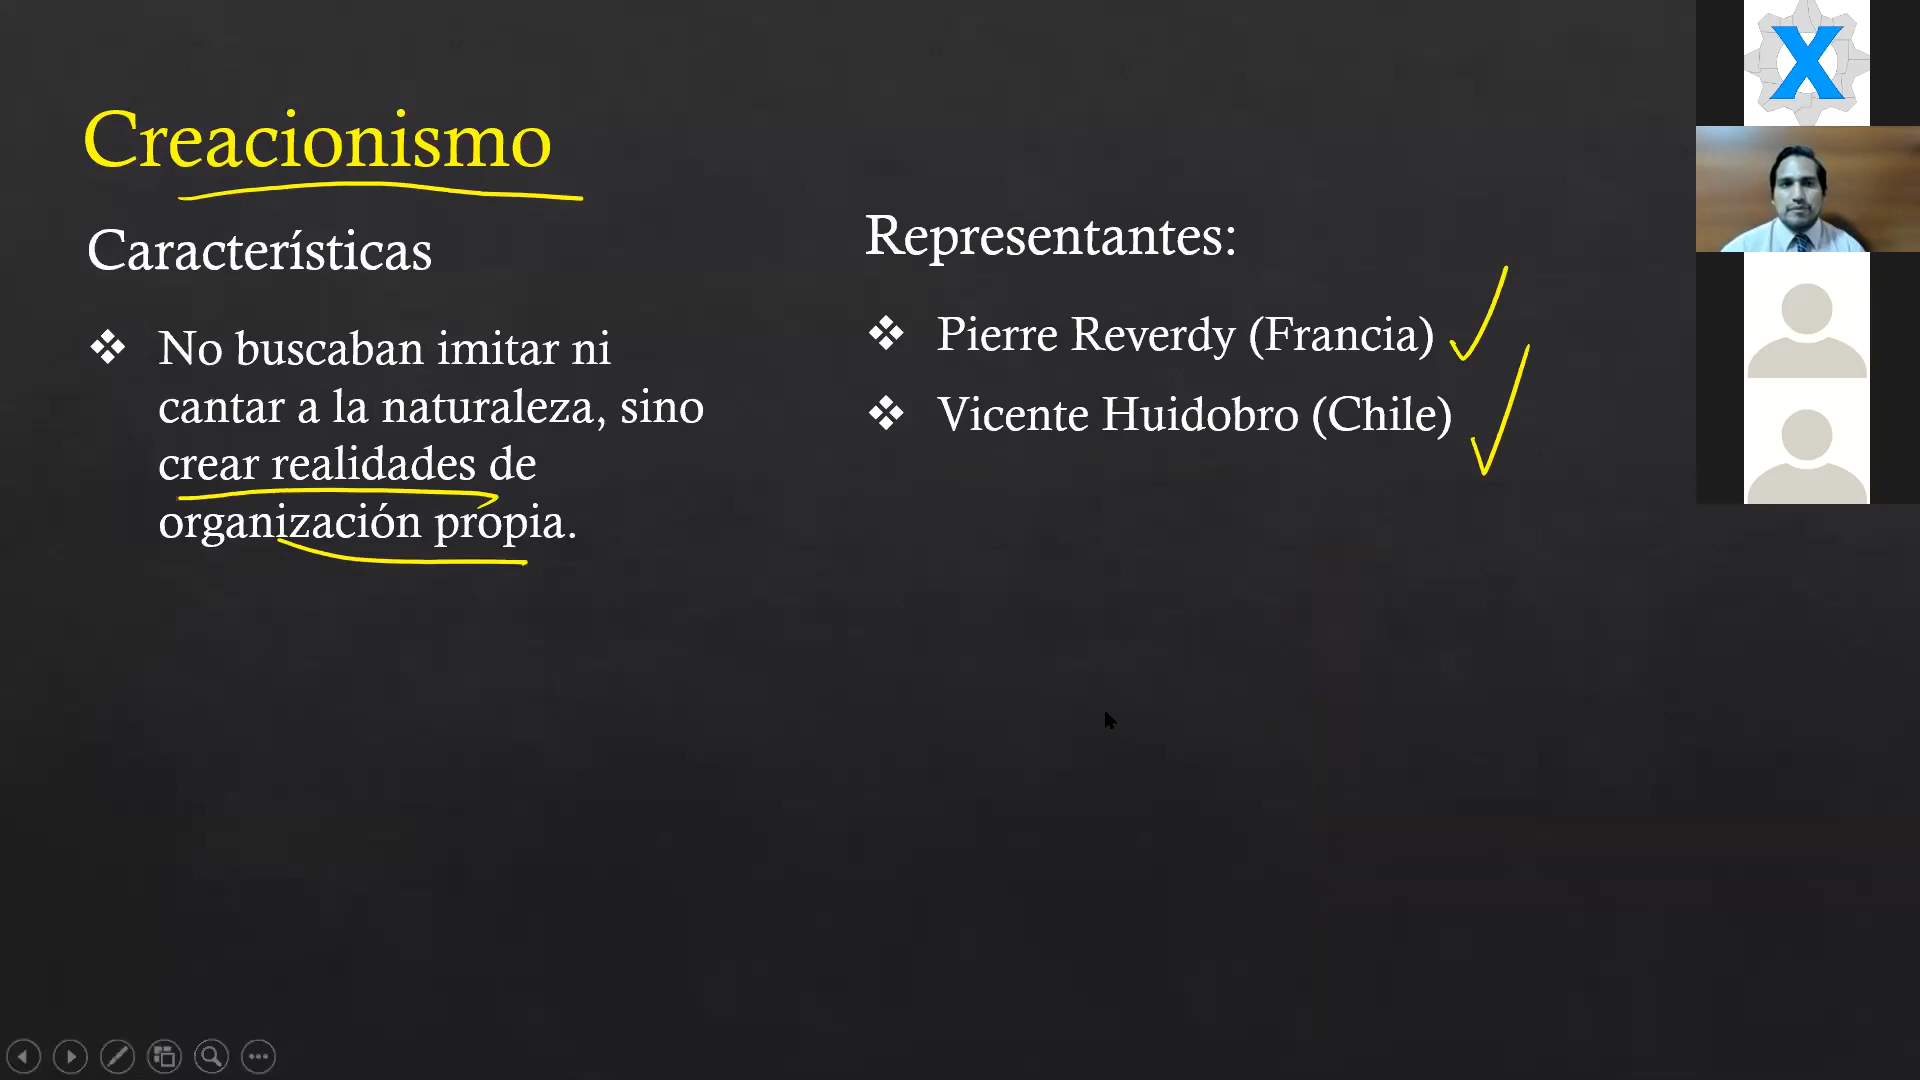 Creacionismo
Características
❖ No buscaban imitar ni
cantar a la naturaleza, sino
crear realidades de
organización propia.
Representantes:
❖ Pierre Reverdy (Francia)
❖ Vicente Huidobro (Chile)
X